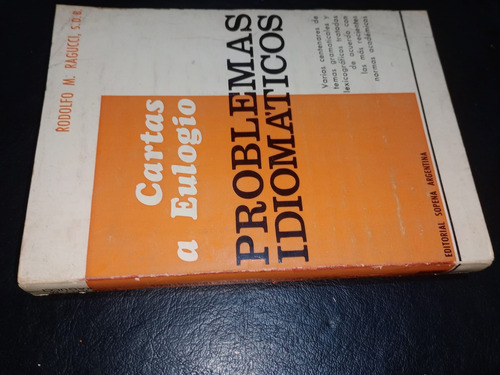 RODOLFO M. RAGUCCI, S.D.B.
Cartas
a Eulogio
PROBLEMAS
IDIOMATICOS
Varios centenares de
temas gramaticales y
lexicográficos tratados
de acuerdo con
las más recientes
normas académicas
EDITORIAL SOPENA ARGENTINA